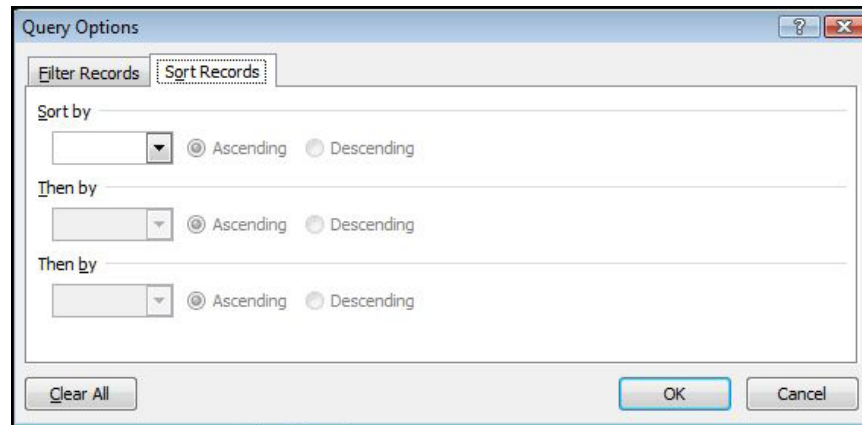 Query Options
Filter Records Sort Records
Sort by
Ascending Descending
Then by
Ascending Descending
Then by
Ascending Descending
Clear All OK Cancel